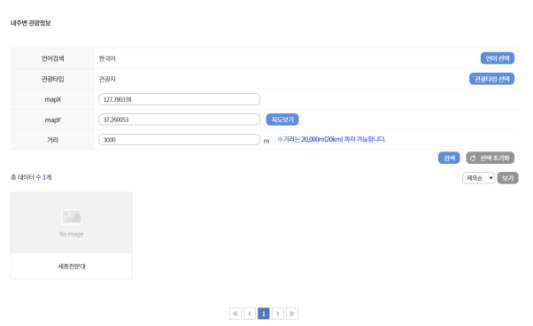 내주변 관광정보
언어검색 한국어 언어 선택
관광타입 관광지 관광타입 선택
mapX 127.780378
mapY 37.260053 지도보기
거리 3000 m ※거리는 20,000m(20km) 까지 가능합니다.
검색 선택 초기화
총 데이터 수 1개 제목순 ▼ 보기
No image
세종전문대
« ‹ 1 › »